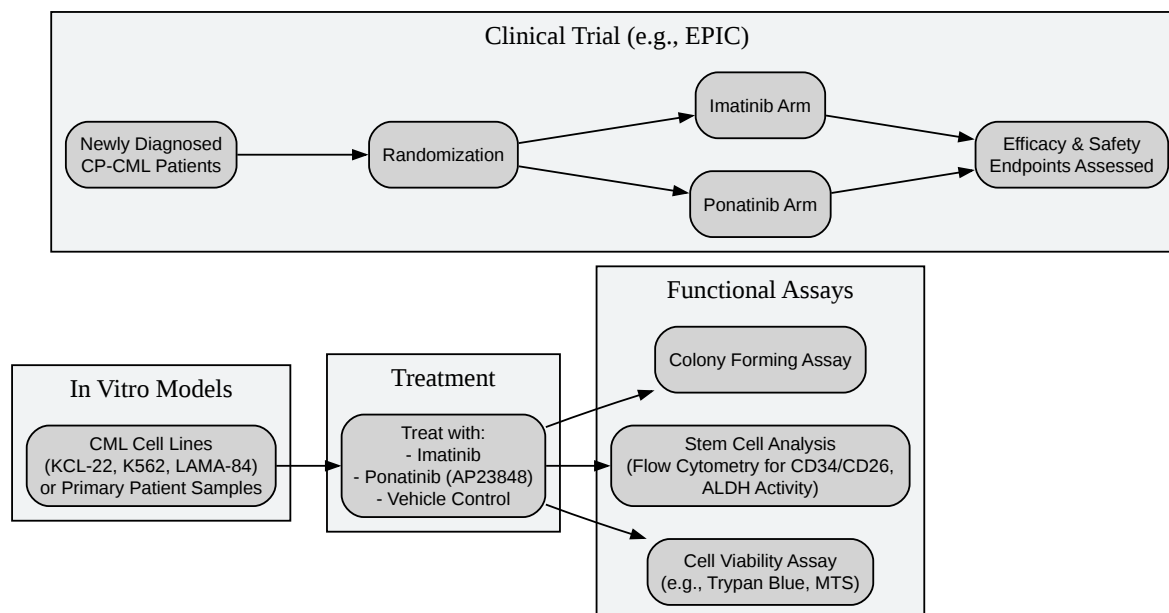 Clinical Trial (e.g., EPIC)
Newly Diagnosed
CP-CML Patients
Randomization
Imatinib Arm
Ponatinib Arm
Efficacy & Safety
Endpoints Assessed
In Vitro Models
CML Cell Lines
(KCL-22, K562, LAMA-84)
or Primary Patient Samples
Treatment
Treat with:
- Imatinib
- Ponatinib (AP23848)
- Vehicle Control
Functional Assays
Colony Forming Assay
Stem Cell Analysis
(Flow Cytometry for CD34/CD26,
ALDH Activity)
Cell Viability Assay
(e.g., Trypan Blue, MTS)